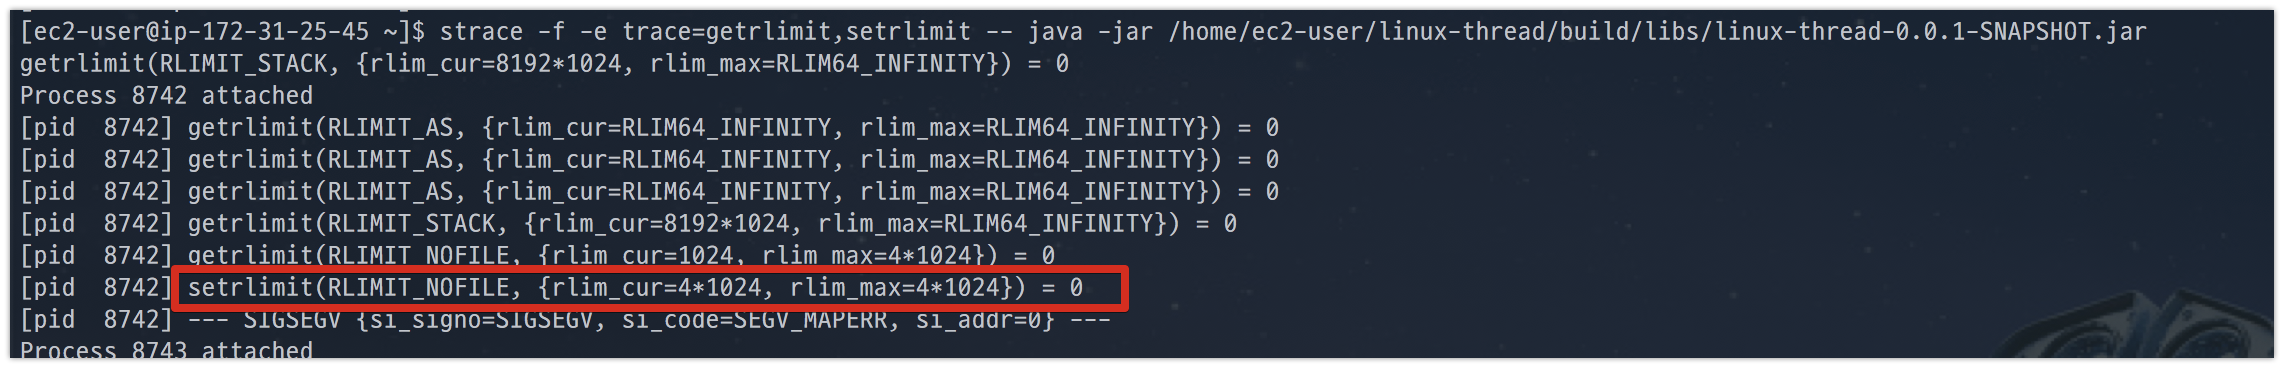 [ec2-user@ip-172-31-25-45 ~]$ strace -f -e trace=getrlimit,setrlimit -- java -jar /home/ec2-user/linux-thread/build/libs/linux-thread-0.0.1-SNAPSHOT.jar
getrlimit(RLIMIT_STACK, {rlim_cur=8192*1024, rlim_max=RLIM64_INFINITY}) = 0
Process 8742 attached
[pid  8742] getrlimit(RLIMIT_AS, {rlim_cur=RLIM64_INFINITY, rlim_max=RLIM64_INFINITY}) = 0
[pid  8742] getrlimit(RLIMIT_AS, {rlim_cur=RLIM64_INFINITY, rlim_max=RLIM64_INFINITY}) = 0
[pid  8742] getrlimit(RLIMIT_AS, {rlim_cur=RLIM64_INFINITY, rlim_max=RLIM64_INFINITY}) = 0
[pid  8742] getrlimit(RLIMIT_STACK, {rlim_cur=8192*1024, rlim_max=RLIM64_INFINITY}) = 0
[pid  8742] getrlimit(RLIMIT_NOFILE, {rlim_cur=1024, rlim_max=4*1024}) = 0
[pid  8742] setrlimit(RLIMIT_NOFILE, {rlim_cur=4*1024, rlim_max=4*1024}) = 0
[pid  8742] --- SIGSEGV {si_signo=SIGSEGV, si_code=SEGV_MAPERR, si_addr=0} ---
Process 8743 attached